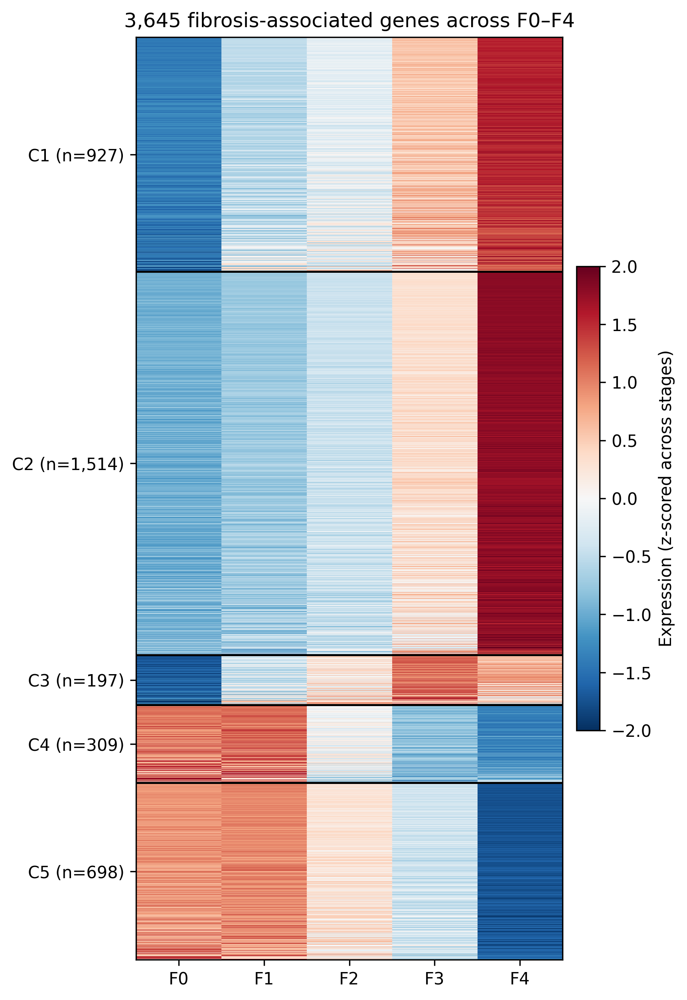 3,645 fibrosis-associated genes across F0–F4
C1 (n=927)
C2 (n=1,514)
C3 (n=197)
C4 (n=309)
C5 (n=698)
F0
F1
F2
F3
F4
2.0
1.5
1.0
0.5
0.0
−0.5
−1.0
−1.5
−2.0
Expression (z-scored across stages)